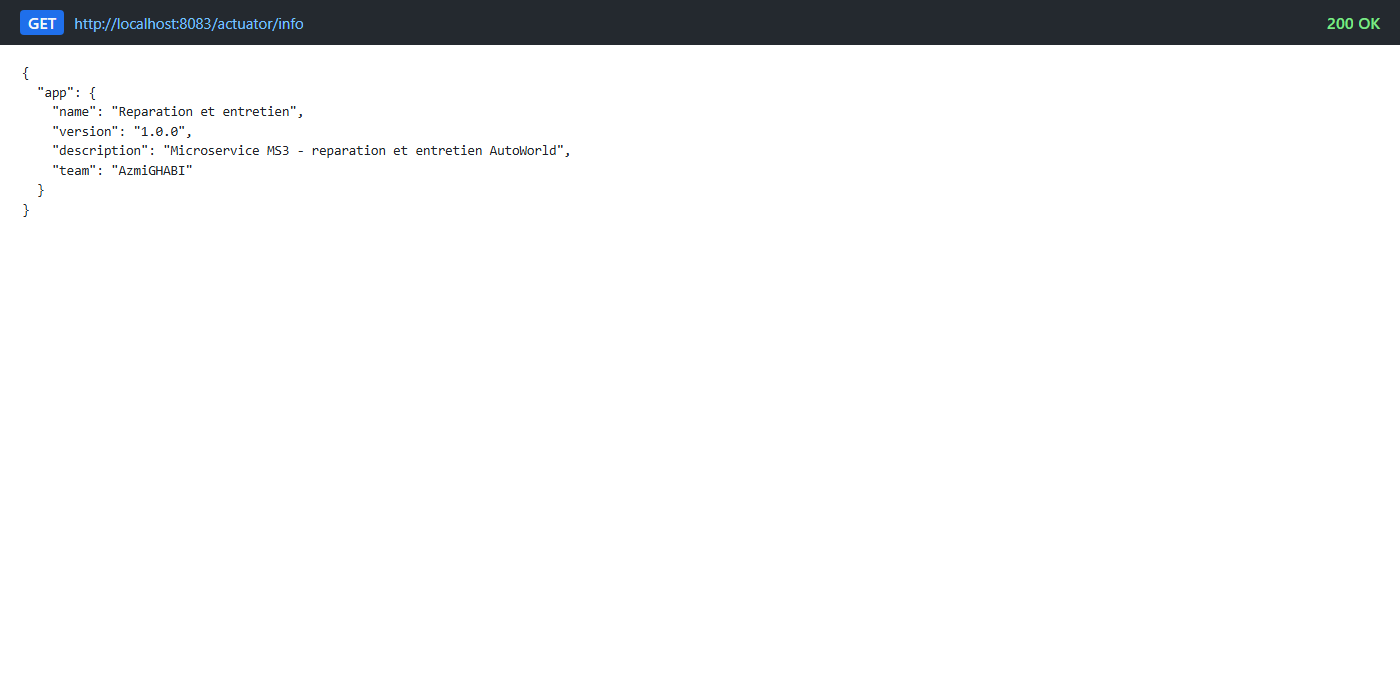 GET http://localhost:8083/actuator/info 200 OK
{
  "app": {
    "name": "Reparation et entretien",
    "version": "1.0.0",
    "description": "Microservice MS3 - reparation et entretien AutoWorld",
    "team": "AzmiGHABI"
  }
}